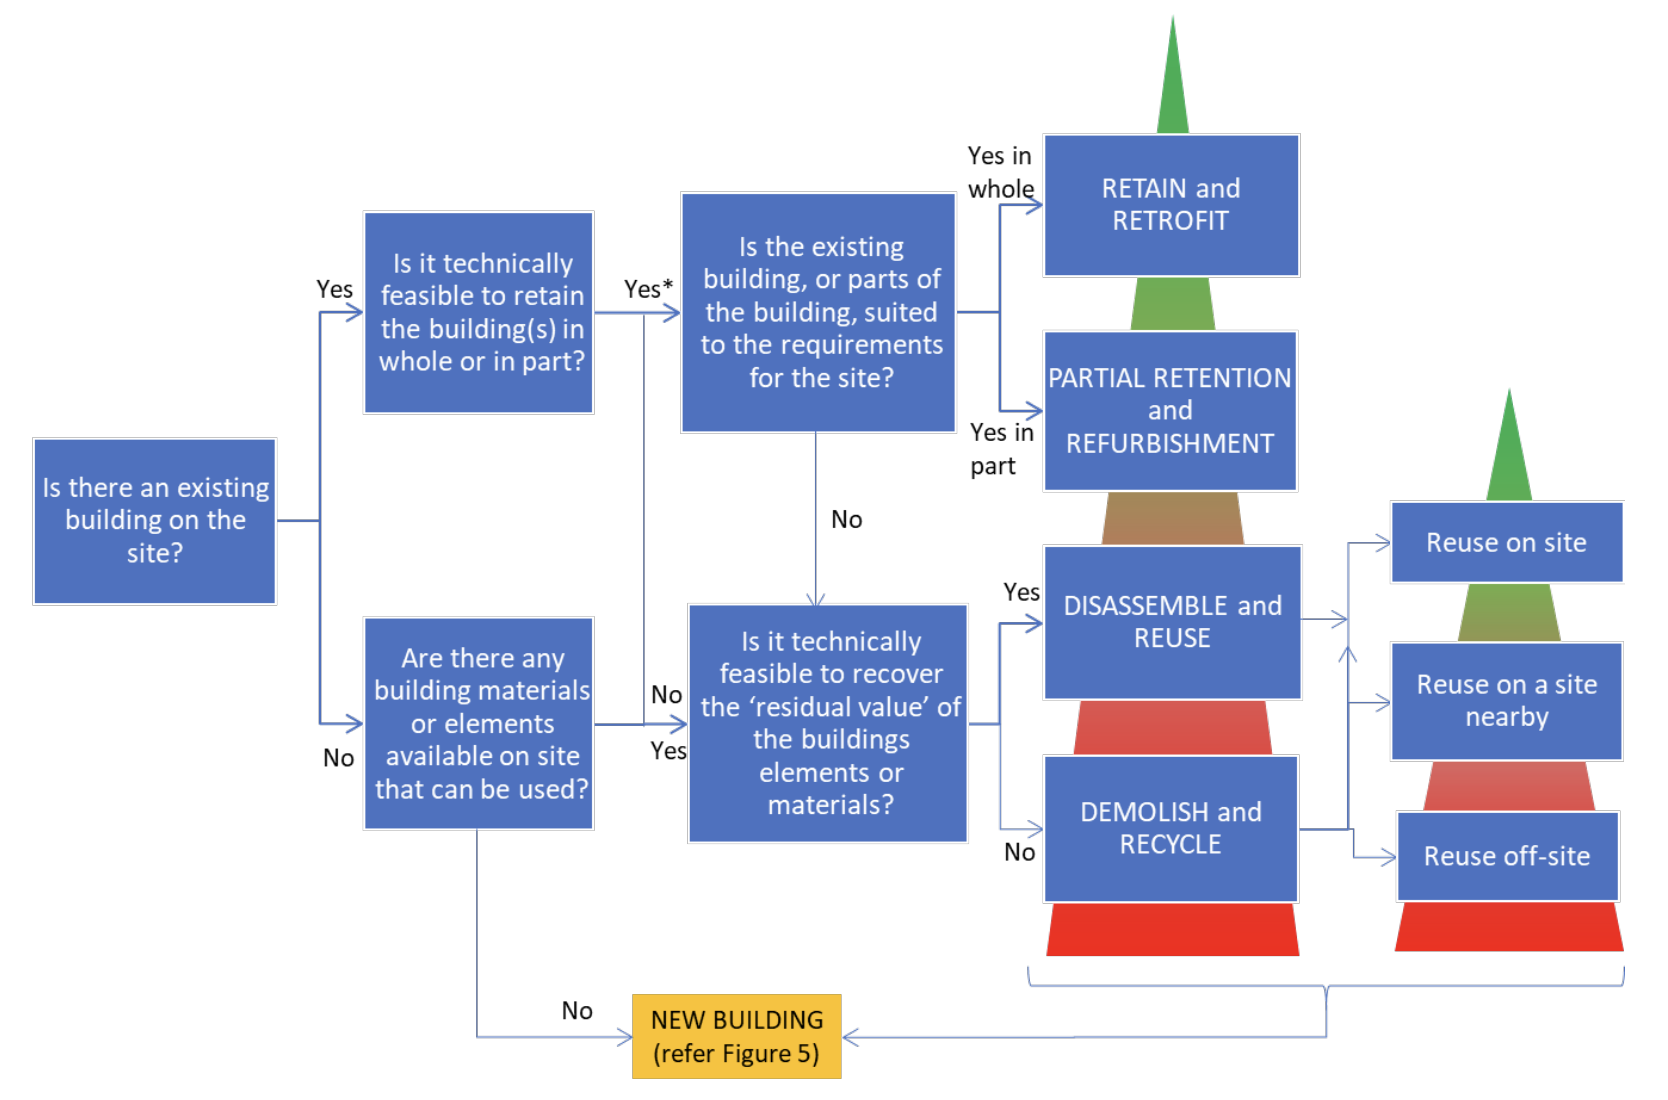 Is there an existing
building on the
site?
Yes
No
Is it technically
feasible to retain
the building(s) in
whole or in part?
Are there any
building materials
or elements
available on site
that can be used?
Yes*
No
Yes
Is the existing
building, or parts of
the building, suited
to the requirements
for the site?
No
Is it technically
feasible to recover
the ‘residual value’ of
the buildings
elements or
materials?
Yes in
whole
Yes in
part
Yes
No
RETAIN and
RETROFIT
PARTIAL RETENTION
and
REFURBISHMENT
DISASSEMBLE and
REUSE
DEMOLISH and
RECYCLE
Reuse on site
Reuse on a site
nearby
Reuse off-site
No
NEW BUILDING
(refer Figure 5)